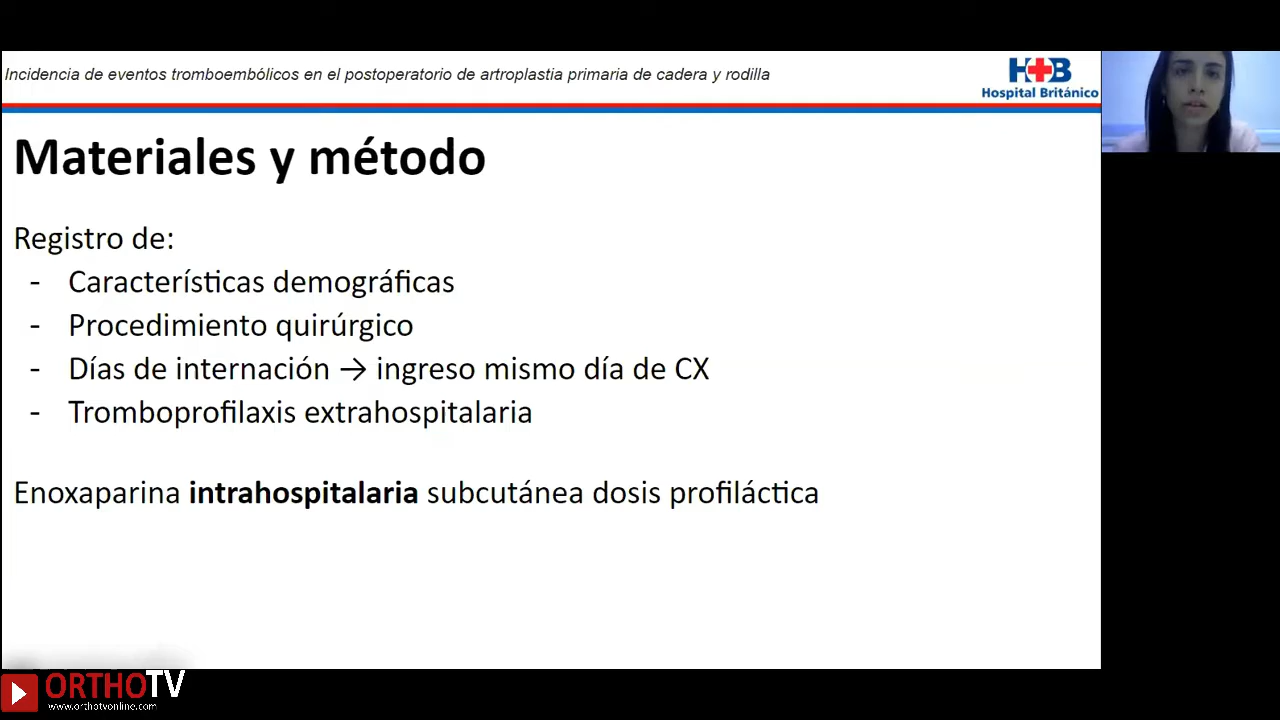 Incidencia de eventos tromboembólicos en el postoperatorio de artroplastia primaria de cadera y rodilla
H+B
Hospital Británico
Materiales y método
Registro de:
- Características demográficas
- Procedimiento quirúrgico
- Días de internación → ingreso mismo día de CX
- Tromboprofilaxis extrahospitalaria
Enoxaparina intrahospitalaria subcutánea dosis profiláctica
ORTHOTV
www.orthotvonline.com